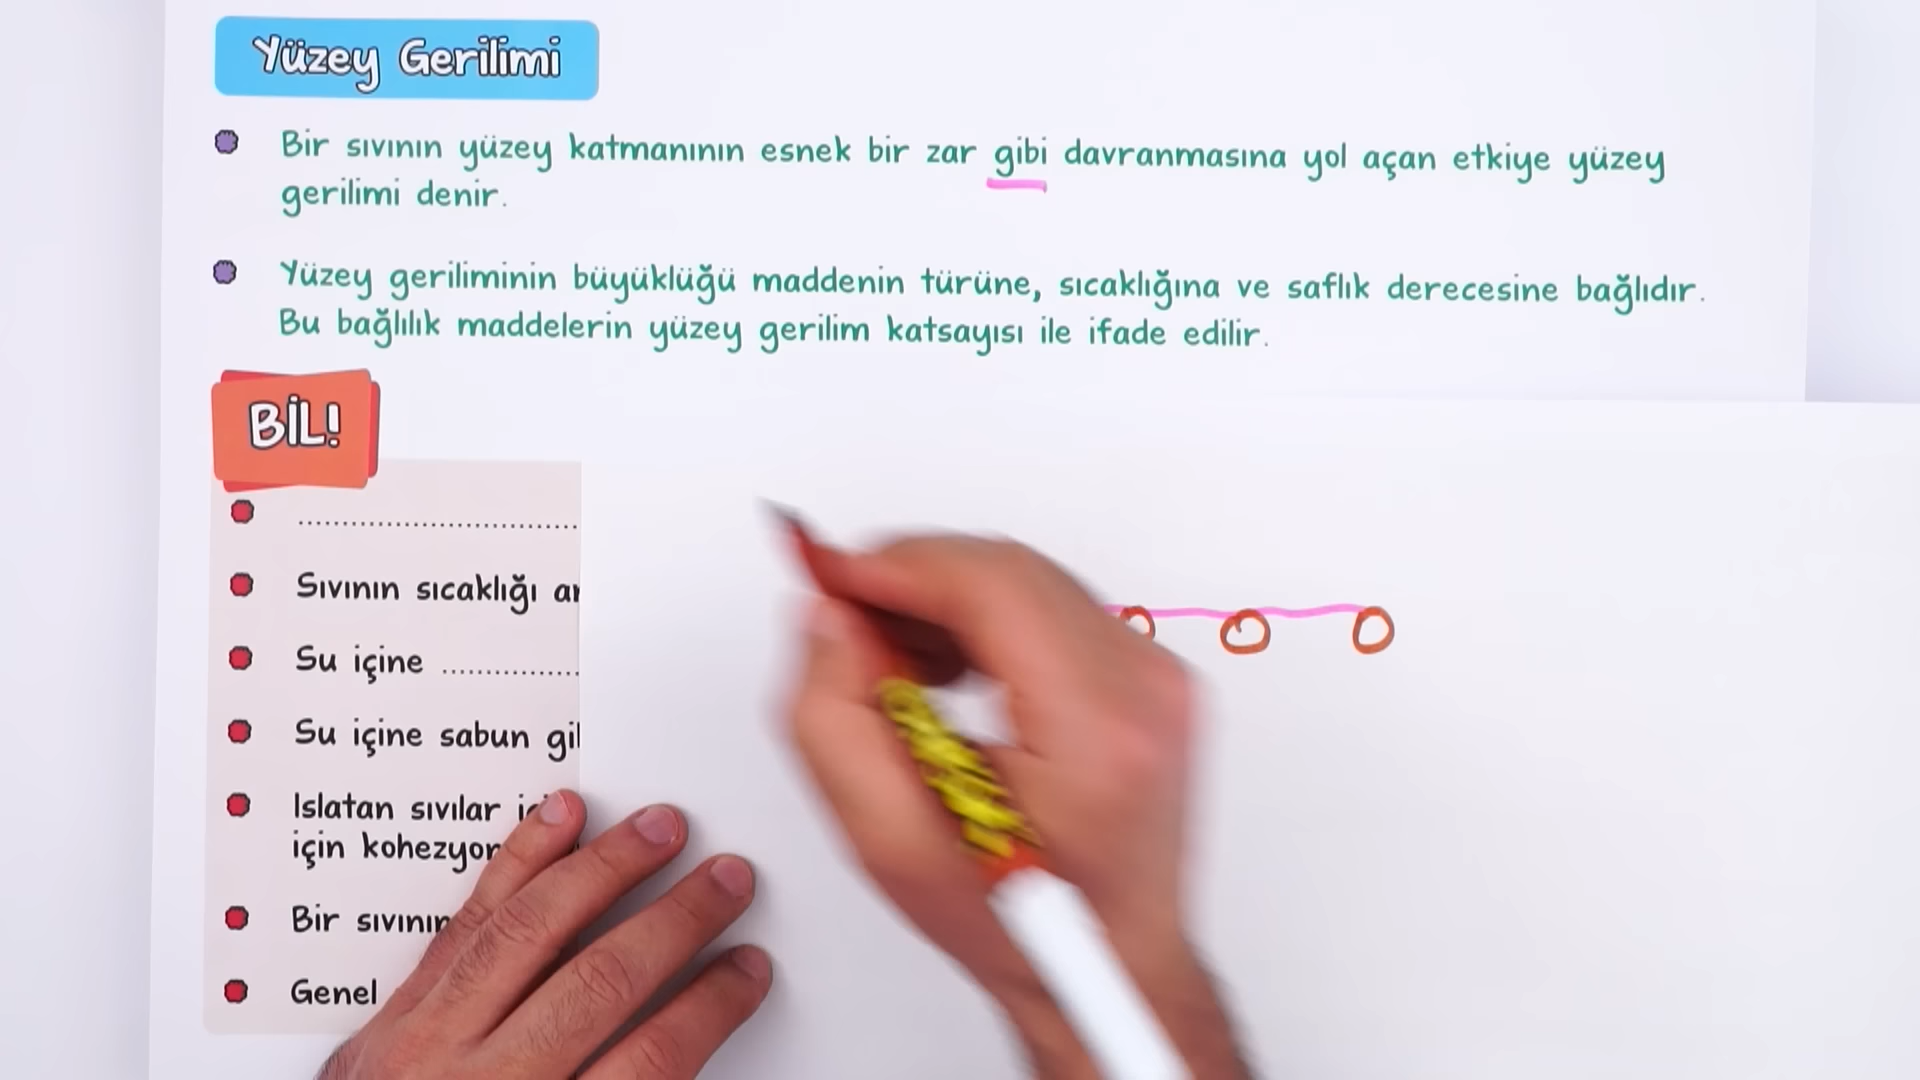 Yüzey Gerilimi
Bir sıvının yüzey katmanının esnek bir zar gibi davranmasına yol açan etkiye yüzey
gerilimi denir.
Yüzey geriliminin büyüklüğü maddenin türüne, sıcaklığına ve saflık derecesine bağlıdır.
Bu bağlılık maddelerin yüzey gerilim katsayısı ile ifade edilir.
BİL!
................................
Sıvının sıcaklığı
Su içine ................
Su içine sabun
Islatan sıvılar
için
Bir
Genel